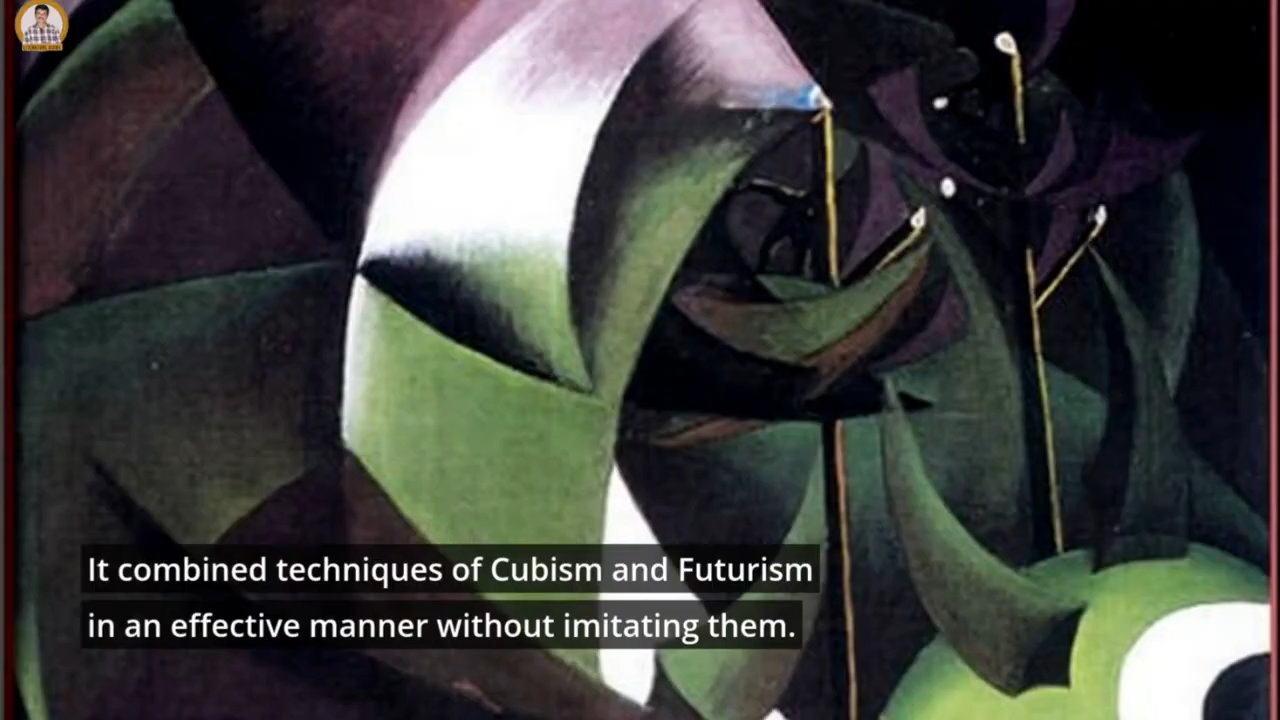 It combined techniques of Cubism and Futurism
in an effective manner without imitating them.